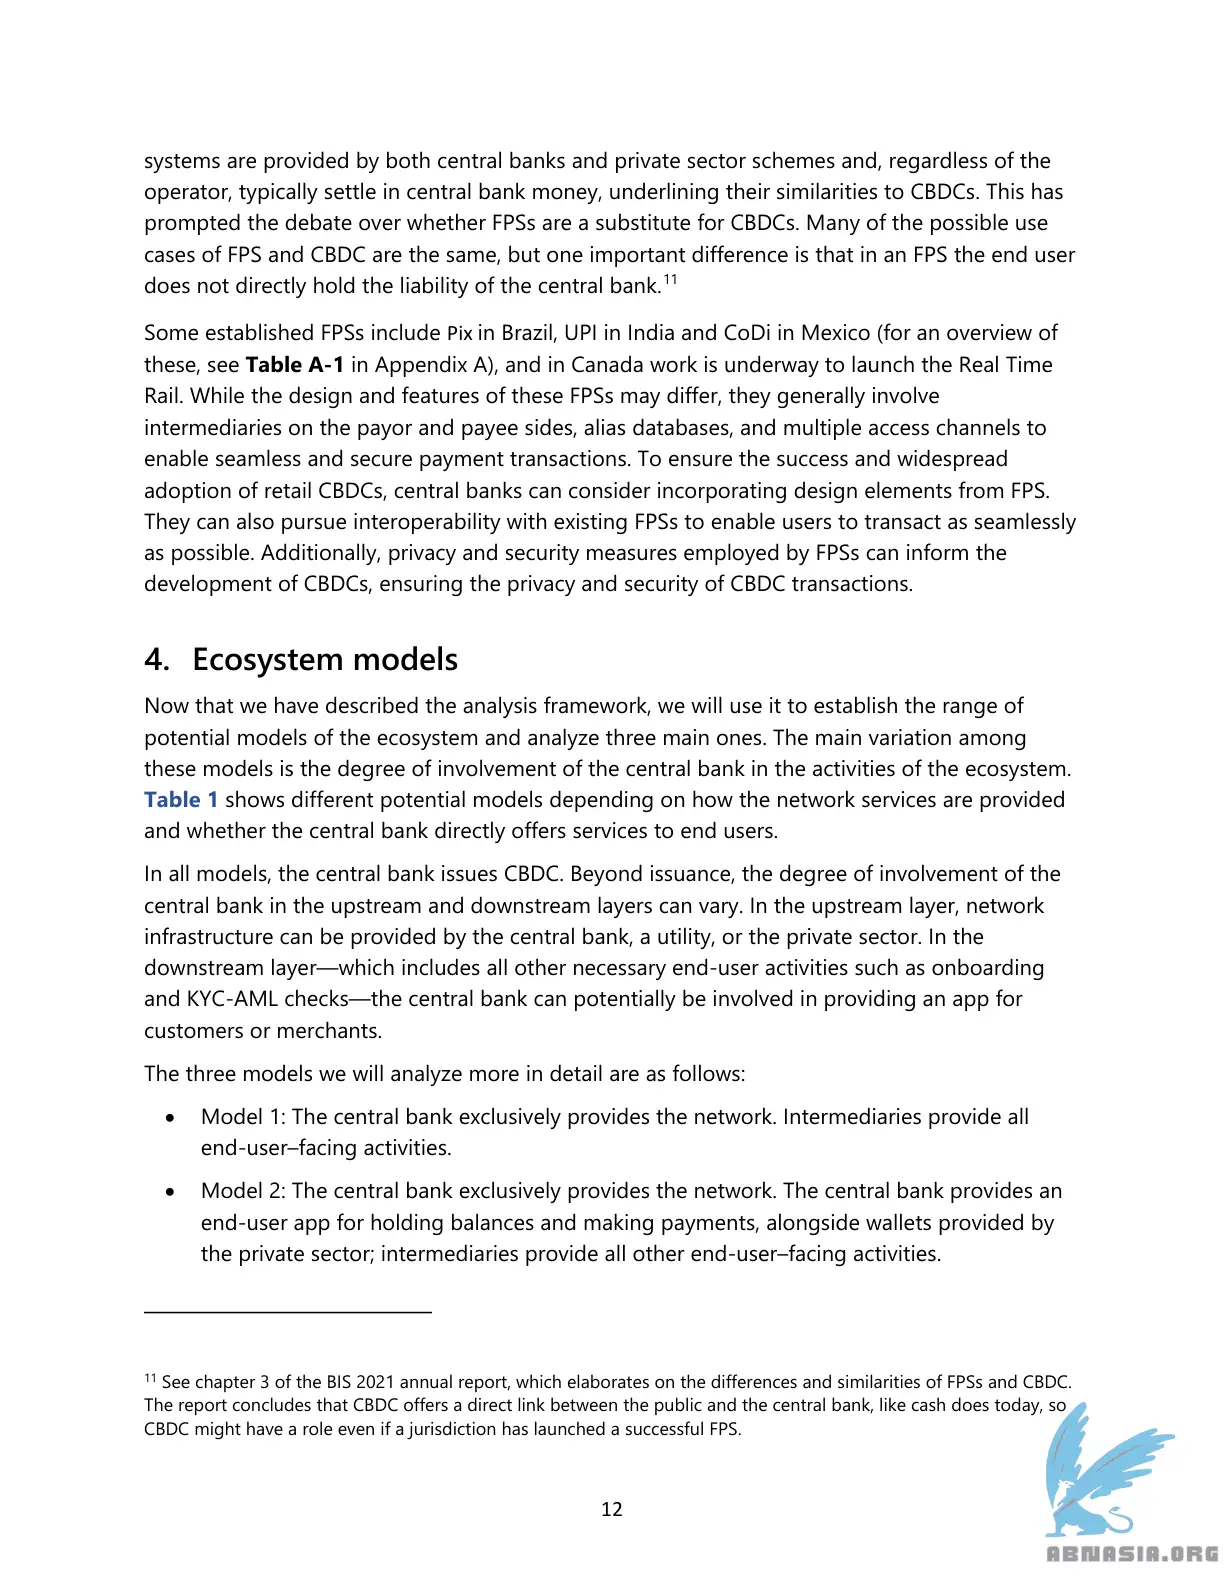 systems are provided by both central banks and private sector schemes and, regardless of the
operator, typically settle in central bank money, underlining their similarities to CBDCs. This has
prompted the debate over whether FPSs are a substitute for CBDCs. Many of the possible use
cases of FPS and CBDC are the same, but one important difference is that in an FPS the end user
does not directly hold the liability of the central bank.11
Some established FPSs include Pix in Brazil, UPI in India and CoDi in Mexico (for an overview of
these, see Table A-1 in Appendix A), and in Canada work is underway to launch the Real Time
Rail. While the design and features of these FPSs may differ, they generally involve
intermediaries on the payor and payee sides, alias databases, and multiple access channels to
enable seamless and secure payment transactions. To ensure the success and widespread
adoption of retail CBDCs, central banks can consider incorporating design elements from FPS.
They can also pursue interoperability with existing FPSs to enable users to transact as seamlessly
as possible. Additionally, privacy and security measures employed by FPSs can inform the
development of CBDCs, ensuring the privacy and security of CBDC transactions.
4. Ecosystem models
Now that we have described the analysis framework, we will use it to establish the range of
potential models of the ecosystem and analyze three main ones. The main variation among
these models is the degree of involvement of the central bank in the activities of the ecosystem.
Table 1 shows different potential models depending on how the network services are provided
and whether the central bank directly offers services to end users.
In all models, the central bank issues CBDC. Beyond issuance, the degree of involvement of the
central bank in the upstream and downstream layers can vary. In the upstream layer, network
infrastructure can be provided by the central bank, a utility, or the private sector. In the
downstream layer—which includes all other necessary end-user activities such as onboarding
and KYC-AML checks—the central bank can potentially be involved in providing an app for
customers or merchants.
The three models we will analyze more in detail are as follows:
• Model 1: The central bank exclusively provides the network. Intermediaries provide all
end-user–facing activities.
• Model 2: The central bank exclusively provides the network. The central bank provides an
end-user app for holding balances and making payments, alongside wallets provided by
the private sector; intermediaries provide all other end-user–facing activities.
11 See chapter 3 of the BIS 2021 annual report, which elaborates on the differences and similarities of FPSs and CBDC.
The report concludes that CBDC offers a direct link between the public and the central bank, like cash does today, so
CBDC might have a role even if a jurisdiction has launched a successful FPS.
12
ABNASIA.ORG